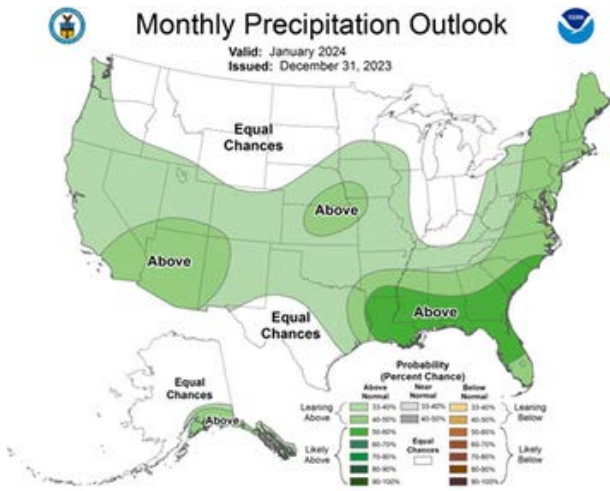 Monthly Precipitation Outlook
Valid: January 2024
Issued: December 31, 2023
Equal
Chances
Above
Above
Equal
Chances
Above
Equal
Chances
Above
Probability
(Percent Chance)
Above
Normal
Near
Normal
Below
Normal
Leaning
Above
33-40%
33-40%
33-40%
Leaning
Below
40-50%
40-50%
40-50%
Likely
Above
50-60%
50-60%
Likely
Below
60-70%
60-70%
70-80%
70-80%
80-90%
80-90%
90-100%
90-100%
Equal
Chances